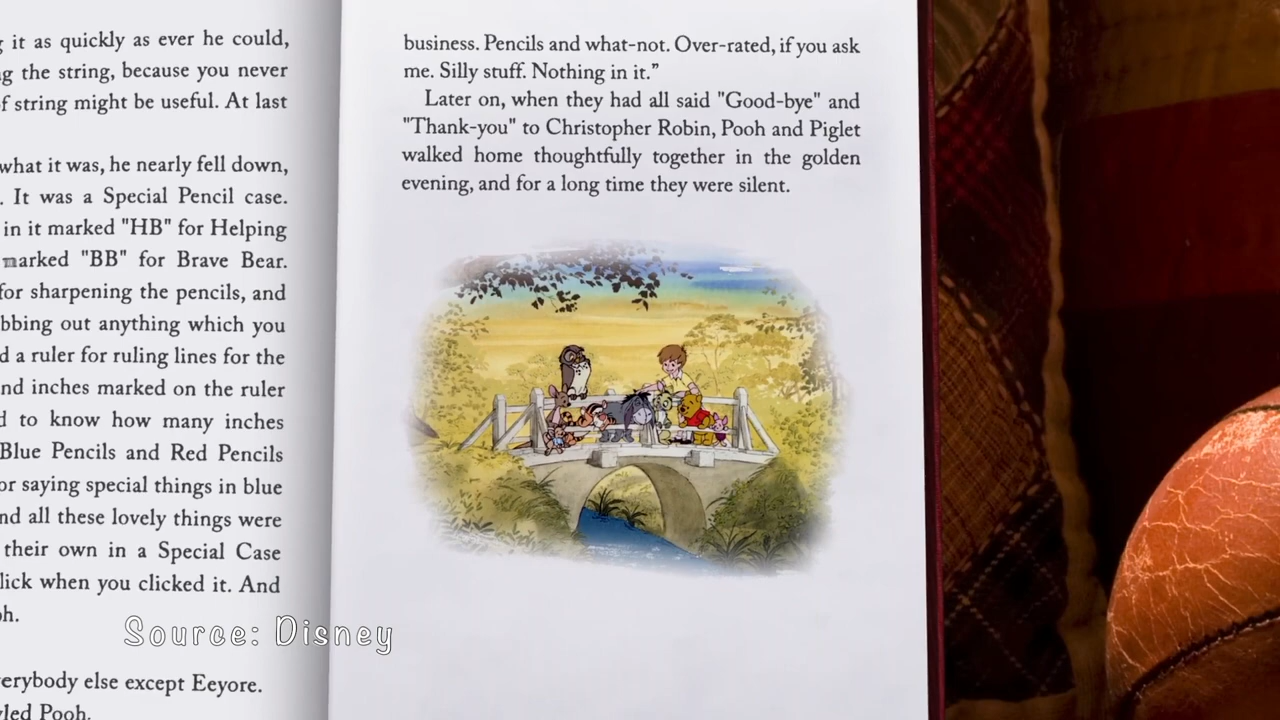 it as quickly as ever he could,
the string, because you never
string might be useful. At last
what it was, he nearly fell down,
It was a Special Pencil case.
in it marked "HB" for Helping
marked "BB" for Brave Bear.
for sharpening the pencils, and
bbing out anything which you
d a ruler for ruling lines for the
nd inches marked on the ruler
d to know how many inches
Blue Pencils and Red Pencils
or saying special things in blue
nd all these lovely things were
their own in a Special Case
lick when you clicked it. And
oh.
erybody else except Eeyore.
led Pooh.
business. Pencils and what-not. Over-rated, if you ask
me. Silly stuff. Nothing in it."
Later on, when they had all said "Good-bye" and
"Thank-you" to Christopher Robin, Pooh and Piglet
walked home thoughtfully together in the golden
evening, and for a long time they were silent.
Source: Disney